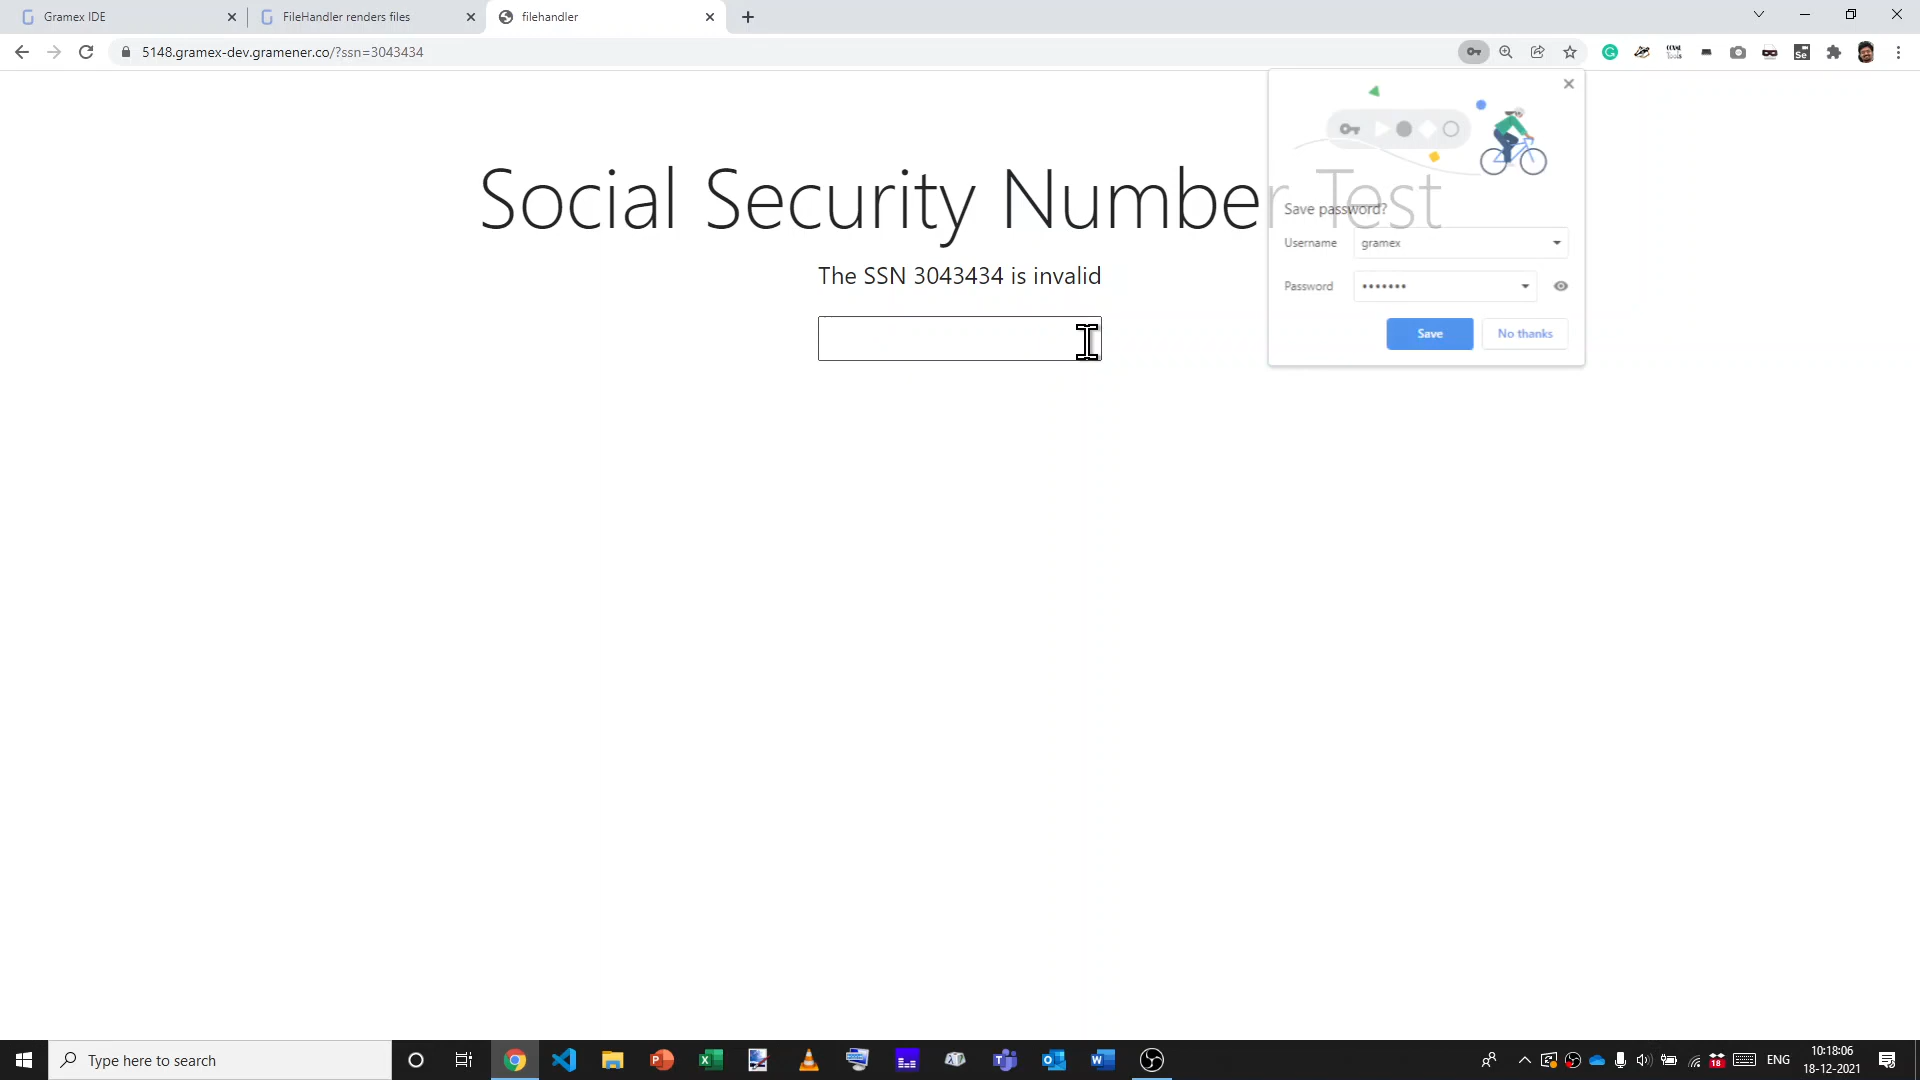 Gramex IDE
FileHandler renders files
filehandler
5148.gramex-dev.gramener.co/?ssn=3043434
Social Security Number Test
Save password?
Username gramex
The SSN 3043434 is invalid
Password •••••••
Save No thanks
Type here to search
ENG
10:18:06
18-12-2021